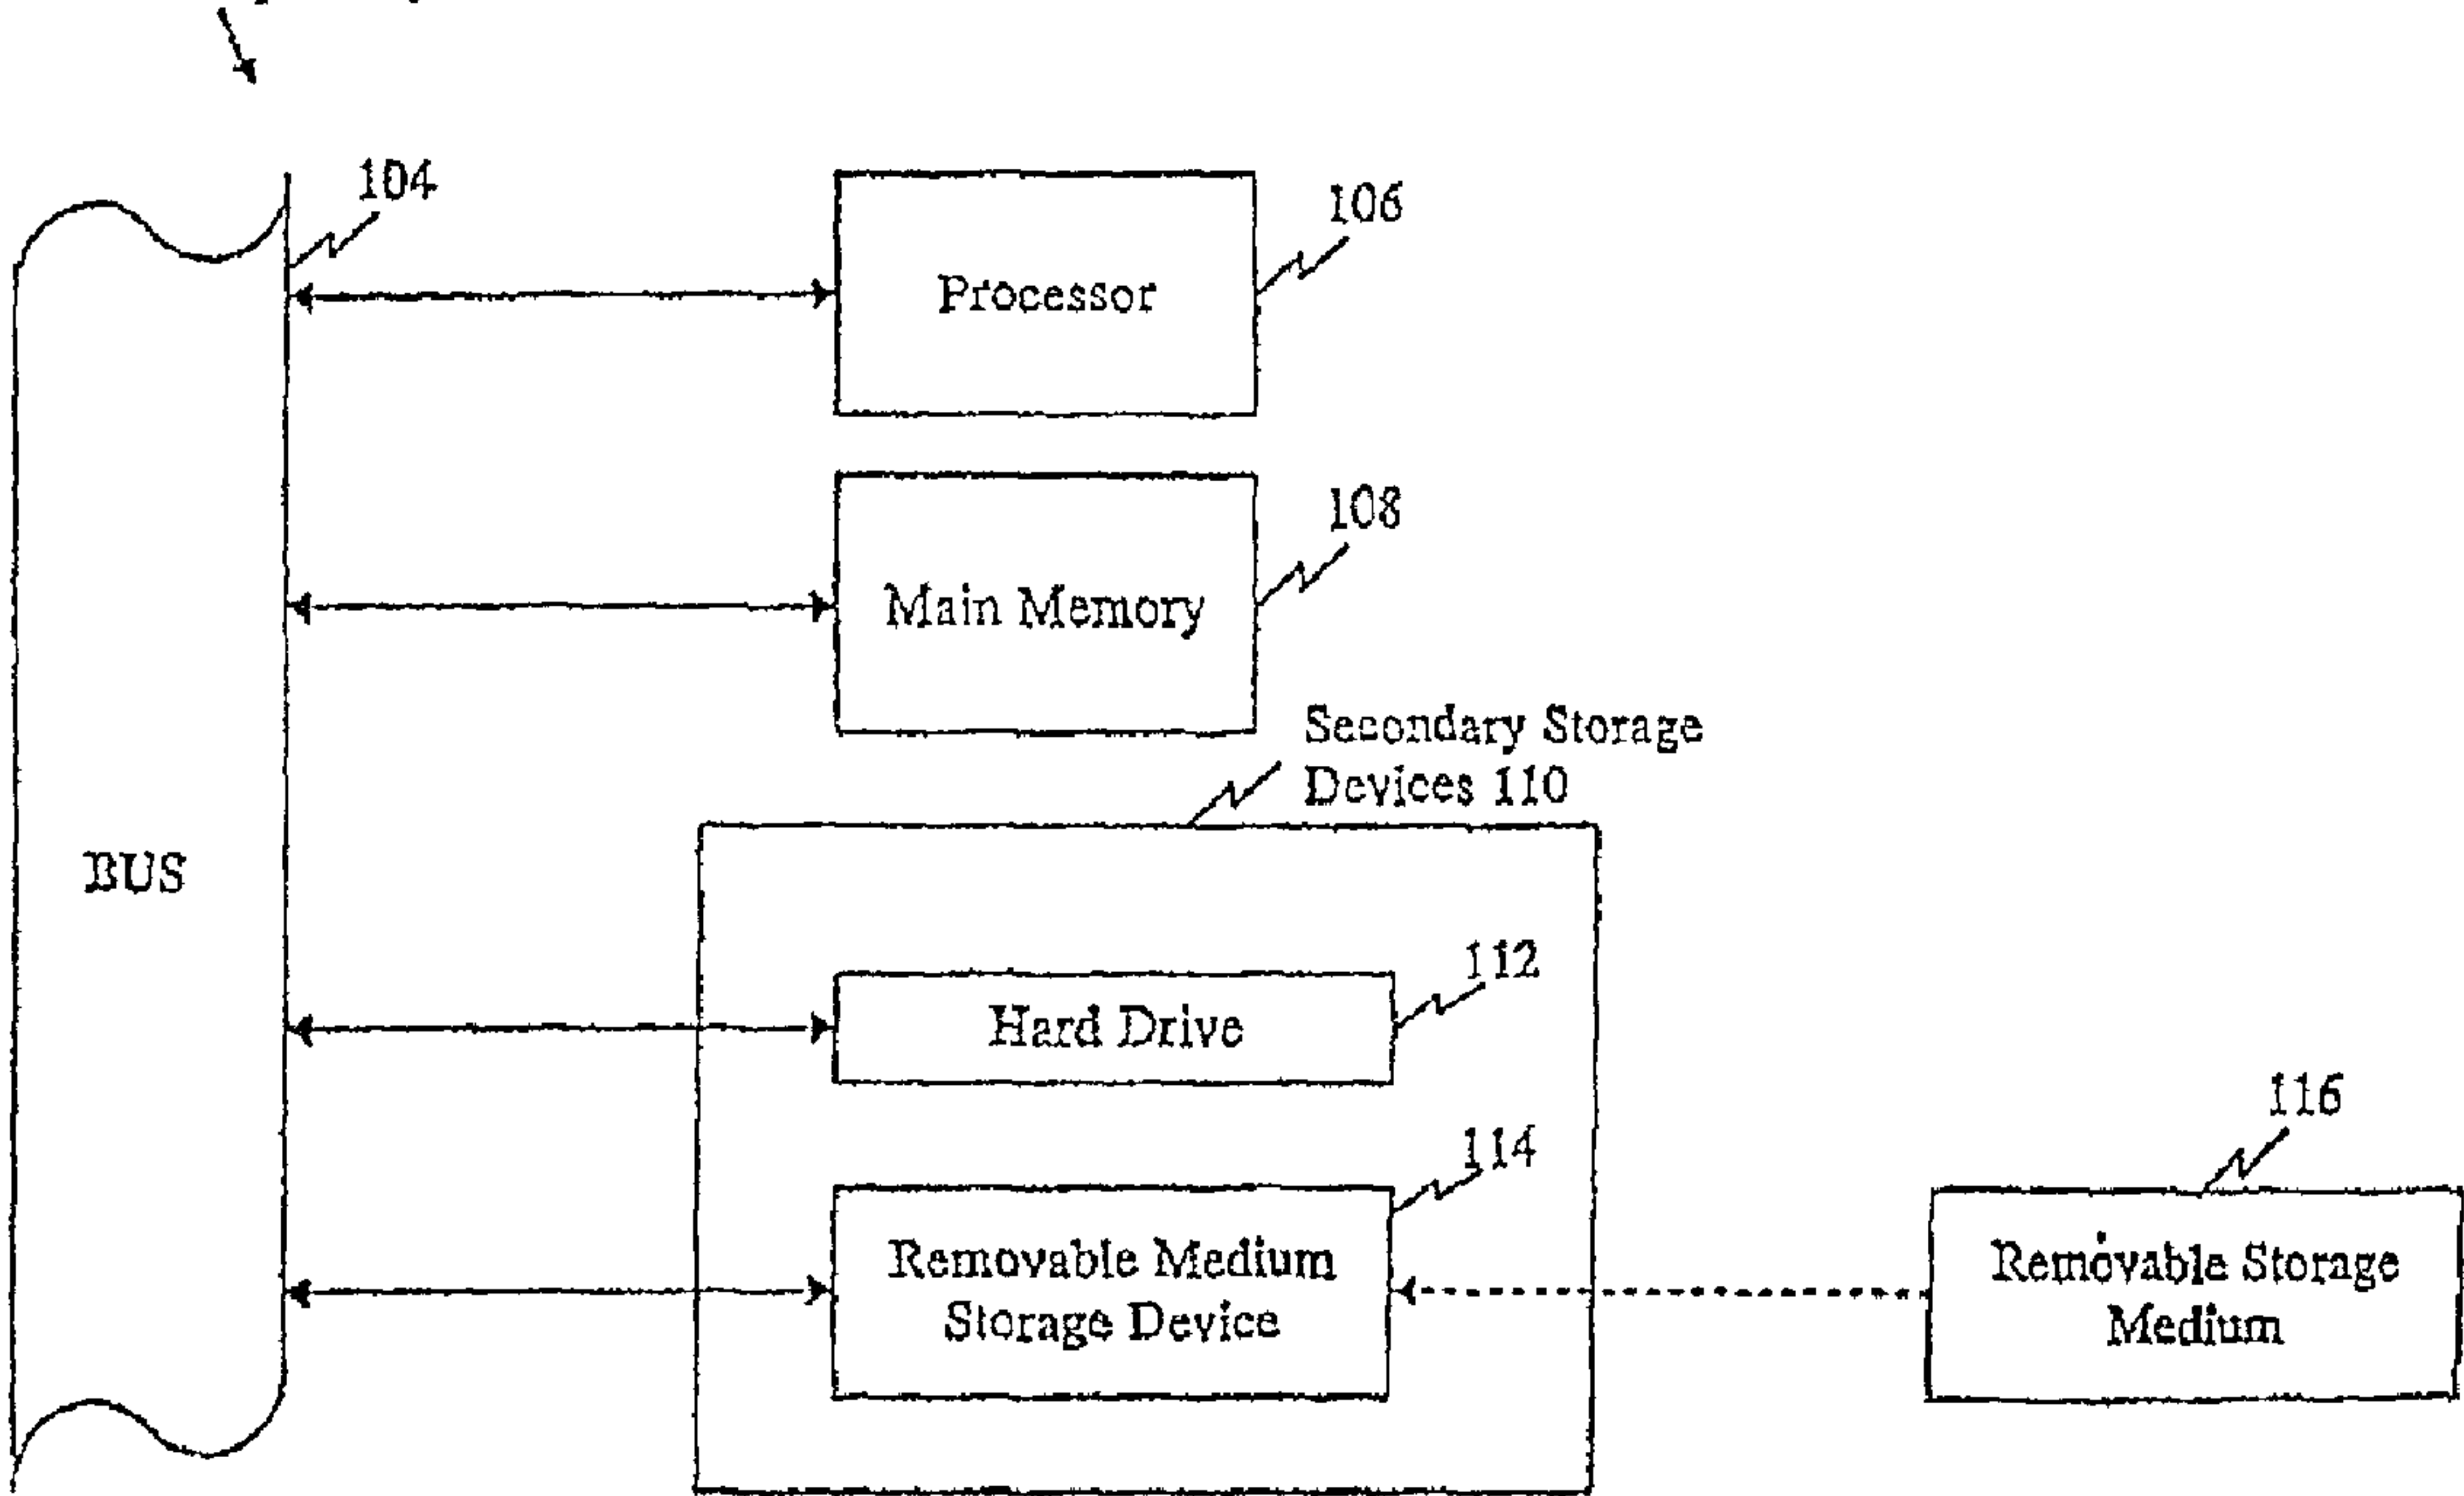 104
106
Processor
108
Main Memory
Secondary Storage
Devices 110
BUS
112
Hard Drive
114
116
Removable Medium
Storage Device
Removable Storage
Medium